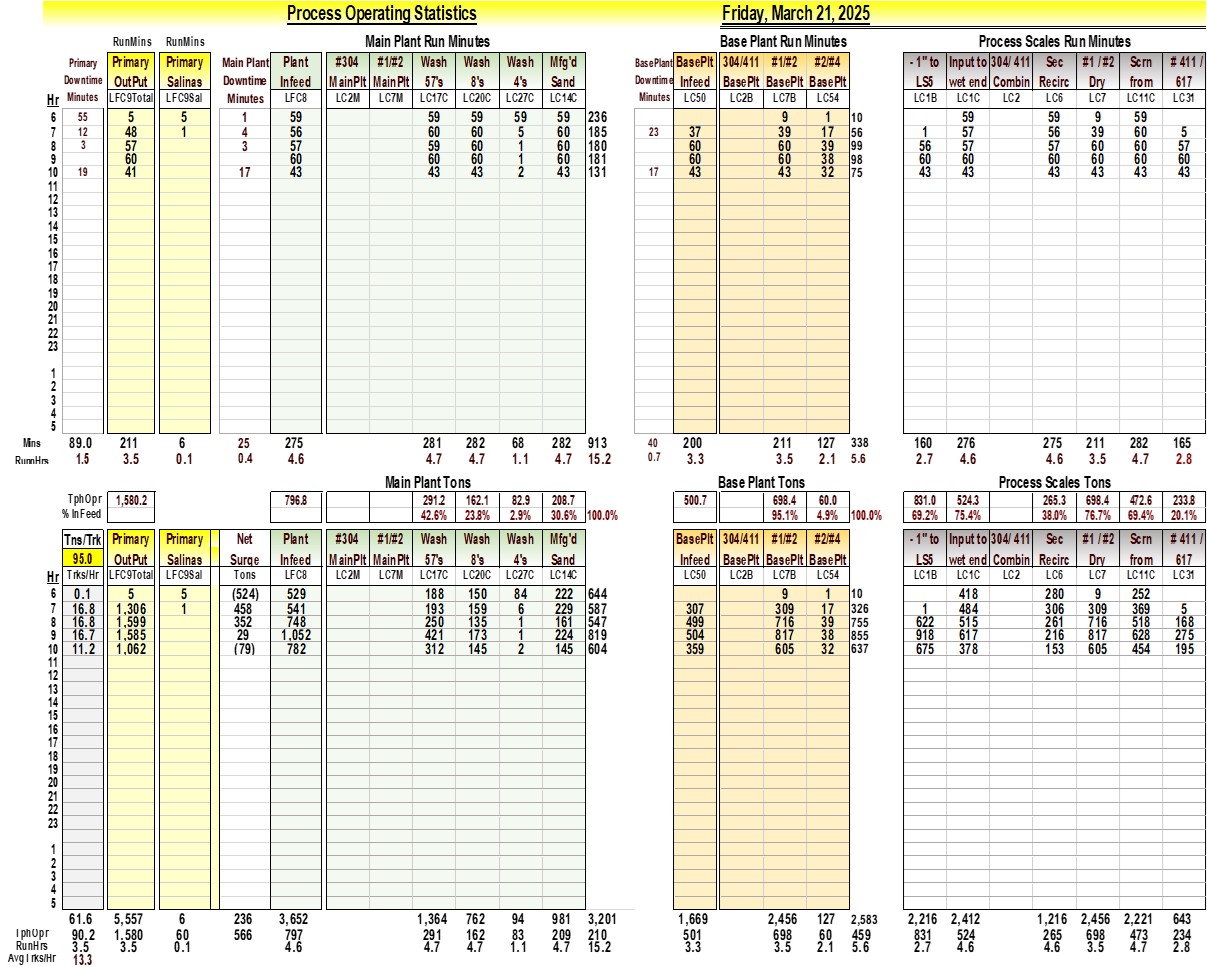 Process Operating Statistics Friday, March 21, 2025
RunMins RunMins Main Plant Run Minutes Base Plant Run Minutes Process Scales Run Minutes
Primary Primary Primary Main Plant Plant #304 #1/#2 Wash Wash Wash Mfg'd BasePlant BasePlt 304/411 #1/#2 #2/#4 - 1" to Input to 304/ 411 Sec #1 / #2 Scrn # 411 /
Downtime OutPut Salinas Downtime Infeed MainPlt MainPlt 57's 8's 4's Sand Downtime Infeed BasePlt BasePlt BasePlt LS5 wet end Combin Recirc Dry from 617
Hr Minutes LFC9Total LFC9Sal Minutes LFC8 LC2M LC7M LC17C LC20C LC27C LC14C Minutes LC50 LC2B LC7B LC54 LC1B LC1C LC2 LC6 LC7 LC11C LC31
6 55 5 5 1 59 59 59 59 59 236 9 1 10 59 59 9 59
7 12 48 1 4 56 60 60 5 60 185 23 37 39 17 56 1 57 56 39 60 5
8 3 57 3 57 59 60 1 60 180 60 60 39 99 56 57 57 60 60 57
9 60 60 60 60 1 60 181 60 60 38 98 60 60 60 60 60 60
10 19 41 17 43 43 43 2 43 131 17 43 43 32 75 43 43 43 43 43 43
11
12
13
14
15
16
17
18
19
20
21
22
23
1
2
3
4
5
Mins 89.0 211 6 25 275 281 282 68 282 913 40 200 211 127 338 160 276 275 211 282 165
RunnHrs 1.5 3.5 0.1 0.4 4.6 4.7 4.7 1.1 4.7 15.2 0.7 3.3 3.5 2.1 5.6 2.7 4.6 4.6 3.5 4.7 2.8
Main Plant Tons Base Plant Tons Process Scales Tons
TphOpr 1,580.2 796.8 291.2 162.1 82.9 208.7 500.7 698.4 60.0 831.0 524.3 265.3 698.4 472.6 233.8
% InFeed 42.6% 23.8% 2.9% 30.6% 100.0% 95.1% 4.9% 100.0% 69.2% 75.4% 38.0% 76.7% 69.4% 20.1%
Tns/Trk Primary Primary Net Plant #304 #1/#2 Wash Wash Wash Mfg'd BasePlt 304/411 #1/#2 #2/#4 - 1" to Input to 304/ 411 Sec #1 / #2 Scrn # 411 /
95.0 OutPut Salinas Surge Infeed MainPlt MainPlt 57's 8's 4's Sand Infeed BasePlt BasePlt BasePlt LS5 wet end Combin Recirc Dry from 617
Hr Trks/Hr LFC9Total LFC9Sal Tons LFC8 LC2M LC7M LC17C LC20C LC27C LC14C LC50 LC2B LC7B LC54 LC1B LC1C LC2 LC6 LC7 LC11C LC31
6 0.1 5 5 (524) 529 188 150 84 222 644 9 1 10 418 280 9 252
7 16.8 1,306 1 458 541 193 159 6 229 587 307 309 17 326 1 484 306 309 369 5
8 16.8 1,599 352 748 250 135 1 161 547 499 716 39 755 622 515 261 716 518 168
9 16.7 1,585 29 1,052 421 173 1 224 819 504 817 38 855 918 617 216 817 628 275
10 11.2 1,062 (79) 782 312 145 2 145 604 359 605 32 637 675 378 153 605 454 195
11
12
13
14
15
16
17
18
19
20
21
22
23
1
2
3
4
5
61.6 5,557 6 236 3,652 1,364 762 94 981 3,201 1,669 2,456 127 2,583 2,216 2,412 1,216 2,456 2,221 643
TphOpr 90.2 1,580 60 566 797 291 162 83 209 210 501 698 60 459 831 524 265 698 473 234
RunHrs 3.5 3.5 0.1 4.6 4.7 4.7 1.1 4.7 15.2 3.3 3.5 2.1 5.6 2.7 4.6 4.6 3.5 4.7 2.8
AvgTrks/Hr 13.3